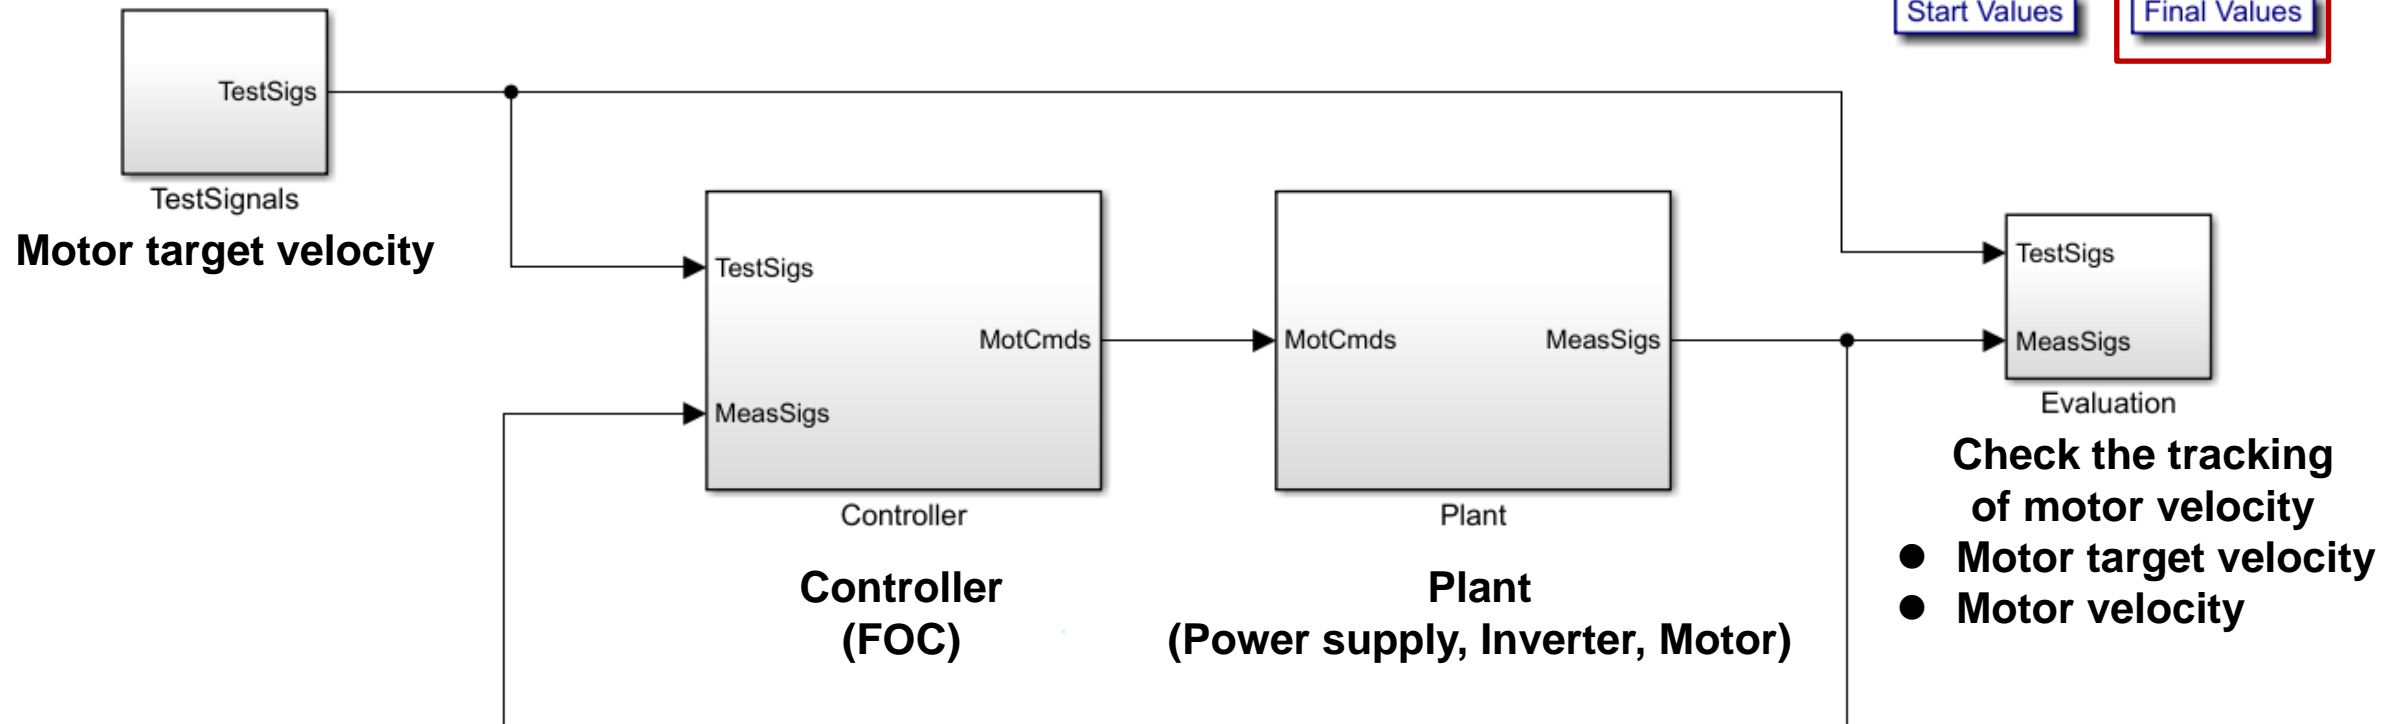 Start Values
Final Values
TestSigs
TestSignals
Motor target velocity
TestSigs
MotCmds
MeasSigs
Controller
Controller
(FOC)
MotCmds
MeasSigs
Plant
Plant
(Power supply, Inverter, Motor)
TestSigs
MeasSigs
Evaluation
Check the tracking
of motor velocity
● Motor target velocity
● Motor velocity